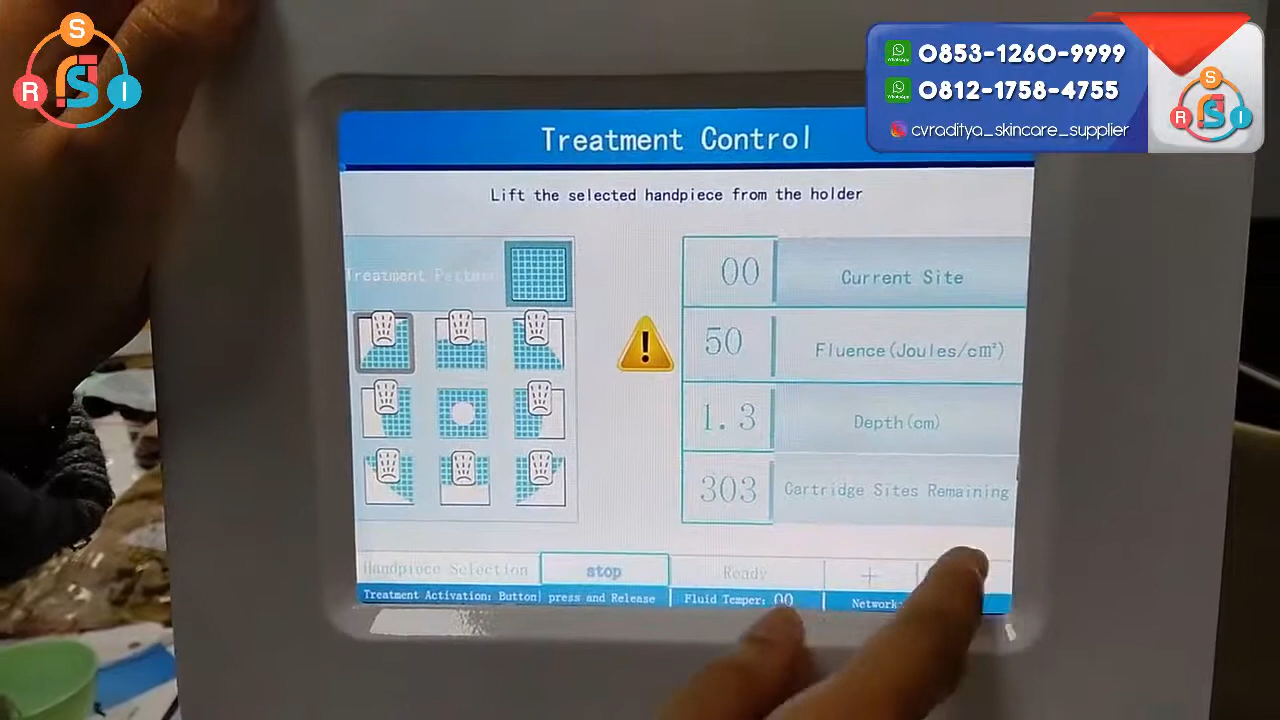 S
R
I
0853-1260-9999
0812-1758-4755
cvraditya_skincare_supplier
S
R
I
Treatment Control
Lift the selected handpiece from the holder
Treatment Pattern
00 Current Site
50 Fluence(Joules/cm²)
1.3 Depth(cm)
303 Cartridge Sites Remaining
Handpiece Selection
stop
Ready
+
Treatment Activation: Button) press and Release
Fluid Temper: 00
Network: